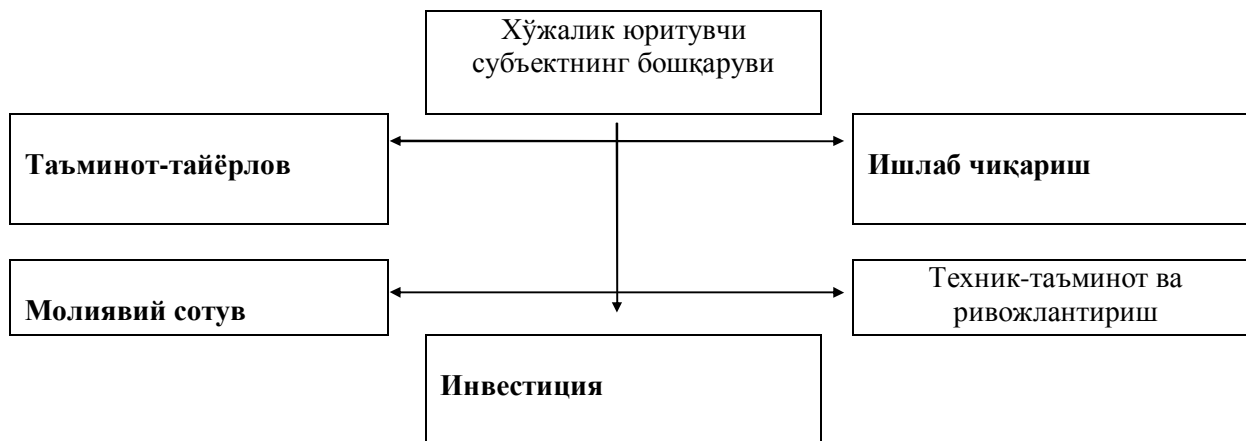 Хўжалик юритувчи
субъектнинг бошқаруви
Таъминот-тайёрлов
Ишлаб чиқариш
Молиявий сотув
Техник-таъминот ва
ривожлантириш
Инвестиция